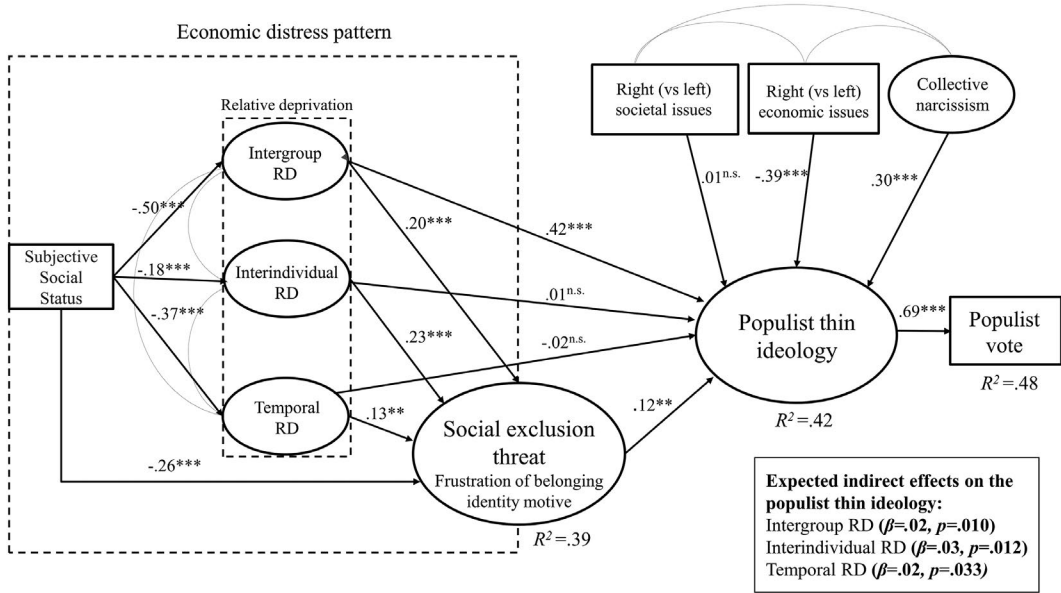 Economic distress pattern
Relative deprivation
Intergroup
RD
Interindividual
RD
Temporal
RD
Subjective
Social
Status
-.50***
-.18***
-.37***
-.26***
.20***
.23***
.13**
.42***
.01n.s.
-.02n.s.
Social exclusion
threat
Frustration of belonging
identity motive
R² =.39
.12**
Right (vs left)
societal issues
Right (vs left)
economic issues
Collective
narcissism
.01n.s.
-.39***
.30***
Populist thin
ideology
R² =.42
.69***
Populist
vote
R² =.48
Expected indirect effects on the
populist thin ideology:
Intergroup RD (β=.02, p=.010)
Interindividual RD (β=.03, p=.012)
Temporal RD (β=.02, p=.033)